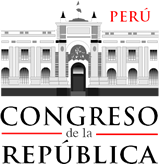 PERÚ
CONGRESO
de la
REPÚBLICA